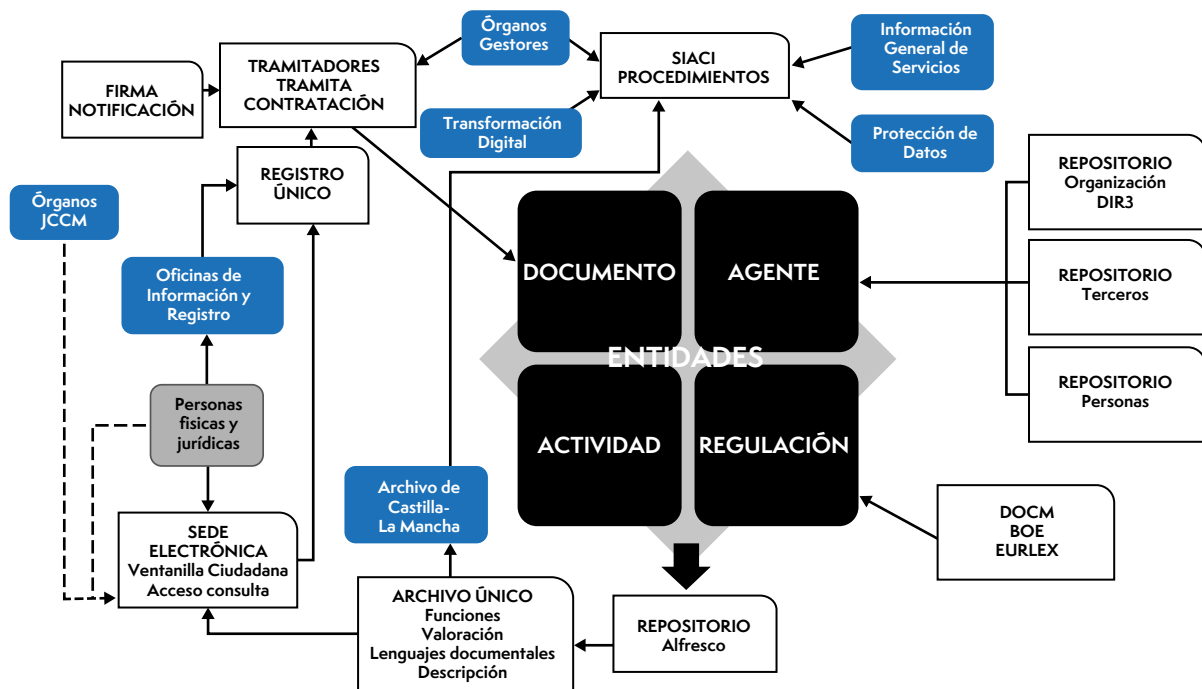 Órganos
Gestores
Información
General de
Servicios
TRAMITADORES
TRAMITA
CONTRATACIÓN
SIACI
PROCEDIMIENTOS
FIRMA
NOTIFICACIÓN
Transformación
Digital
Protección de
Datos
REGISTRO
ÚNICO
REPOSITORIO
Organización
DIR3
Órganos
JCCM
Oficinas de
Información y
Registro
DOCUMENTO
AGENTE
REPOSITORIO
Terceros
ENTIDADES
Personas
fisicas y
jurídicas
REPOSITORIO
Personas
ACTIVIDAD
REGULACIÓN
Archivo de
Castilla-
La Mancha
DOCM
BOE
EURLEX
SEDE
ELECTRÓNICA
Ventanilla Ciudadana
Acceso consulta
ARCHIVO ÚNICO
Funciones
Valoración
Lenguajes documentales
Descripción
REPOSITORIO
Alfresco